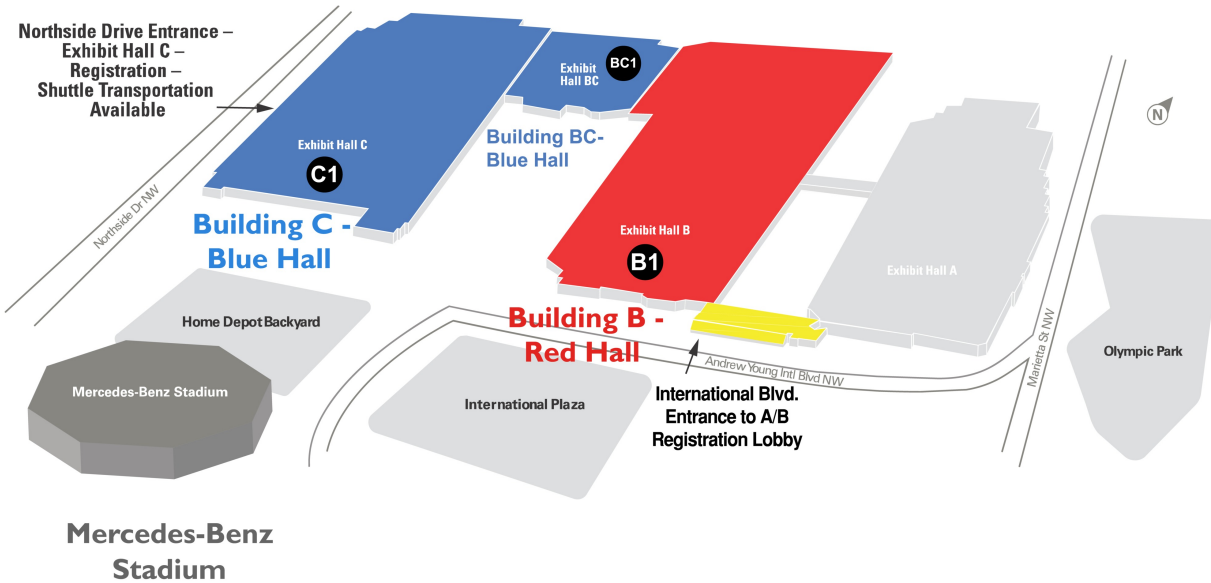 Northside Drive Entrance –
Exhibit Hall C –
Registration –
Shuttle Transportation
Available
Exhibit
Hall BC
BC1
Building BC-
Blue Hall
Exhibit Hall C
C1
Building C -
Blue Hall
Northside Dr NW
Exhibit Hall B
B1
Building B -
Red Hall
Exhibit Hall A
N
Home Depot Backyard
Mercedes-Benz Stadium
International Plaza
Andrew Young Intl Blvd NW
International Blvd.
Entrance to A/B
Registration Lobby
Marietta St NW
Olympic Park
Mercedes-Benz
Stadium